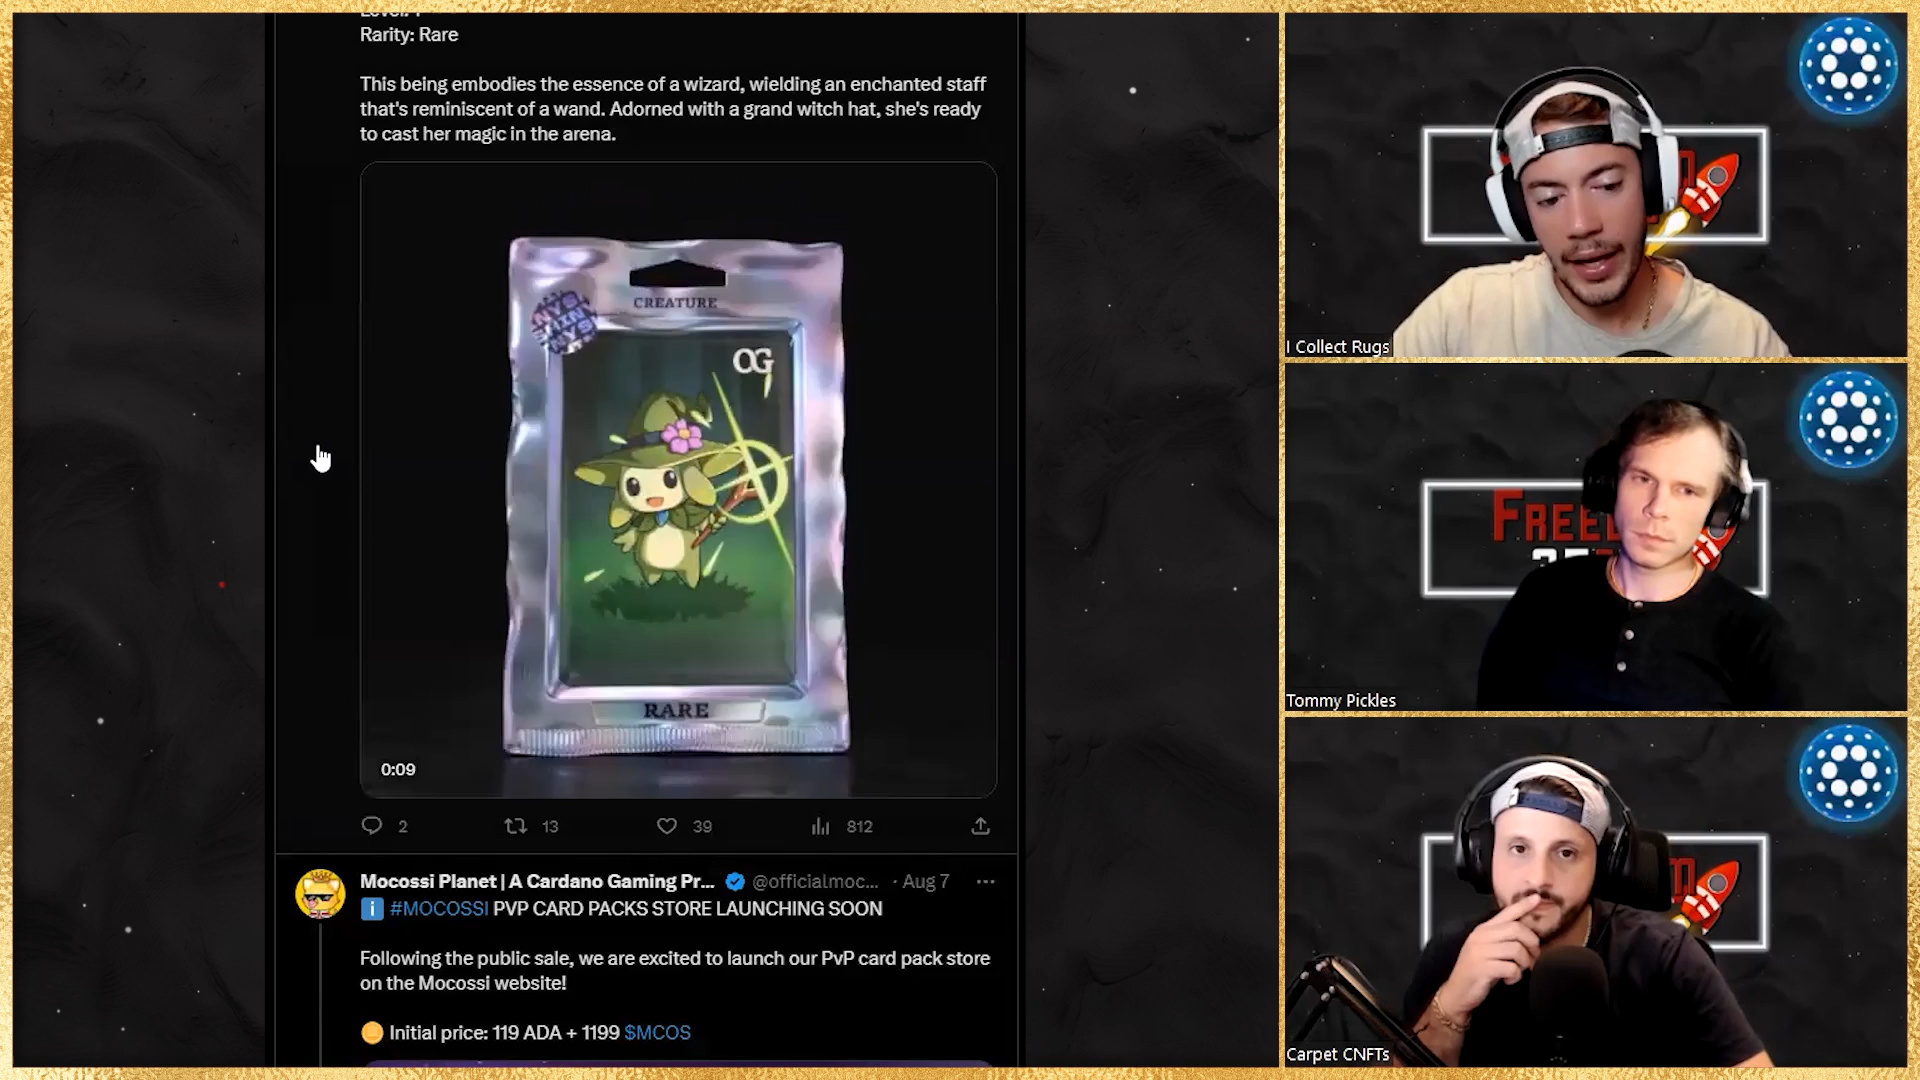 Rarity: Rare
This being embodies the essence of a wizard, wielding an enchanted staff
that's reminiscent of a wand. Adorned with a grand witch hat, she's ready
to cast her magic in the arena.
CREATURE
NYS
MIN
NYS
OG
RARE
0:09
2 13 39 812
Mocossi Planet | A Cardano Gaming Pr... @officialmoc... · Aug 7 ...
i #MOCOSSI PVP CARD PACKS STORE LAUNCHING SOON
Following the public sale, we are excited to launch our PvP card pack store
on the Mocossi website!
Initial price: 119 ADA + 1199 $MCOS
I Collect Rugs
Tommy Pickles
Carpet CNFTs